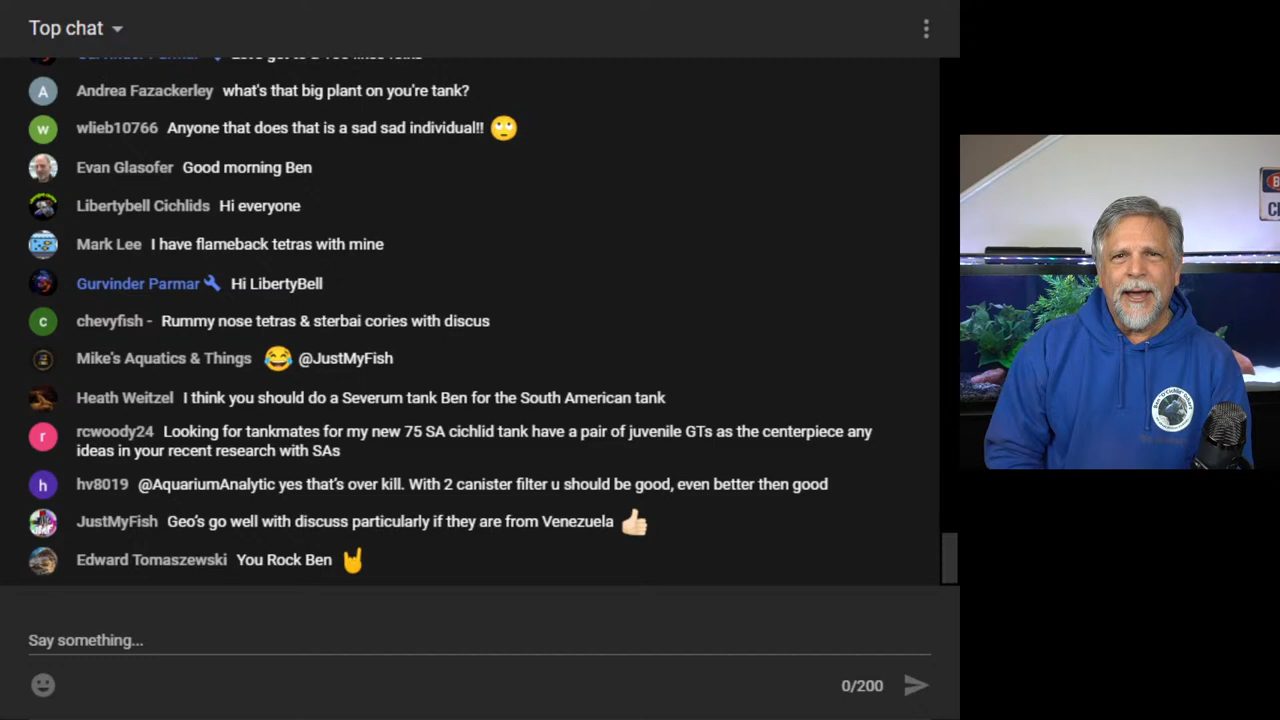 Top chat
Andrea Fazackerley what's that big plant on you're tank?
wlieb10766 Anyone that does that is a sad sad individual!! 🙄
Evan Glasofer Good morning Ben
Libertybell Cichlids Hi everyone
Mark Lee I have flameback tetras with mine
Gurvinder Parmar Hi LibertyBell
chevyfish - Rummy nose tetras & sterbai cories with discus
Mike's Aquatics & Things 😂 @JustMyFish
Heath Weitzel I think you should do a Severum tank Ben for the South American tank
rcwoody24 Looking for tankmates for my new 75 SA cichlid tank have a pair of juvenile GTs as the centerpiece any
ideas in your recent research with SAs
hv8019 @AquariumAnalytic yes that's over kill. With 2 canister filter u should be good, even better then good
JustMyFish Geo's go well with discuss particularly if they are from Venezuela 👍🏻
Edward Tomaszewski You Rock Ben 🤘
Say something...
0/200